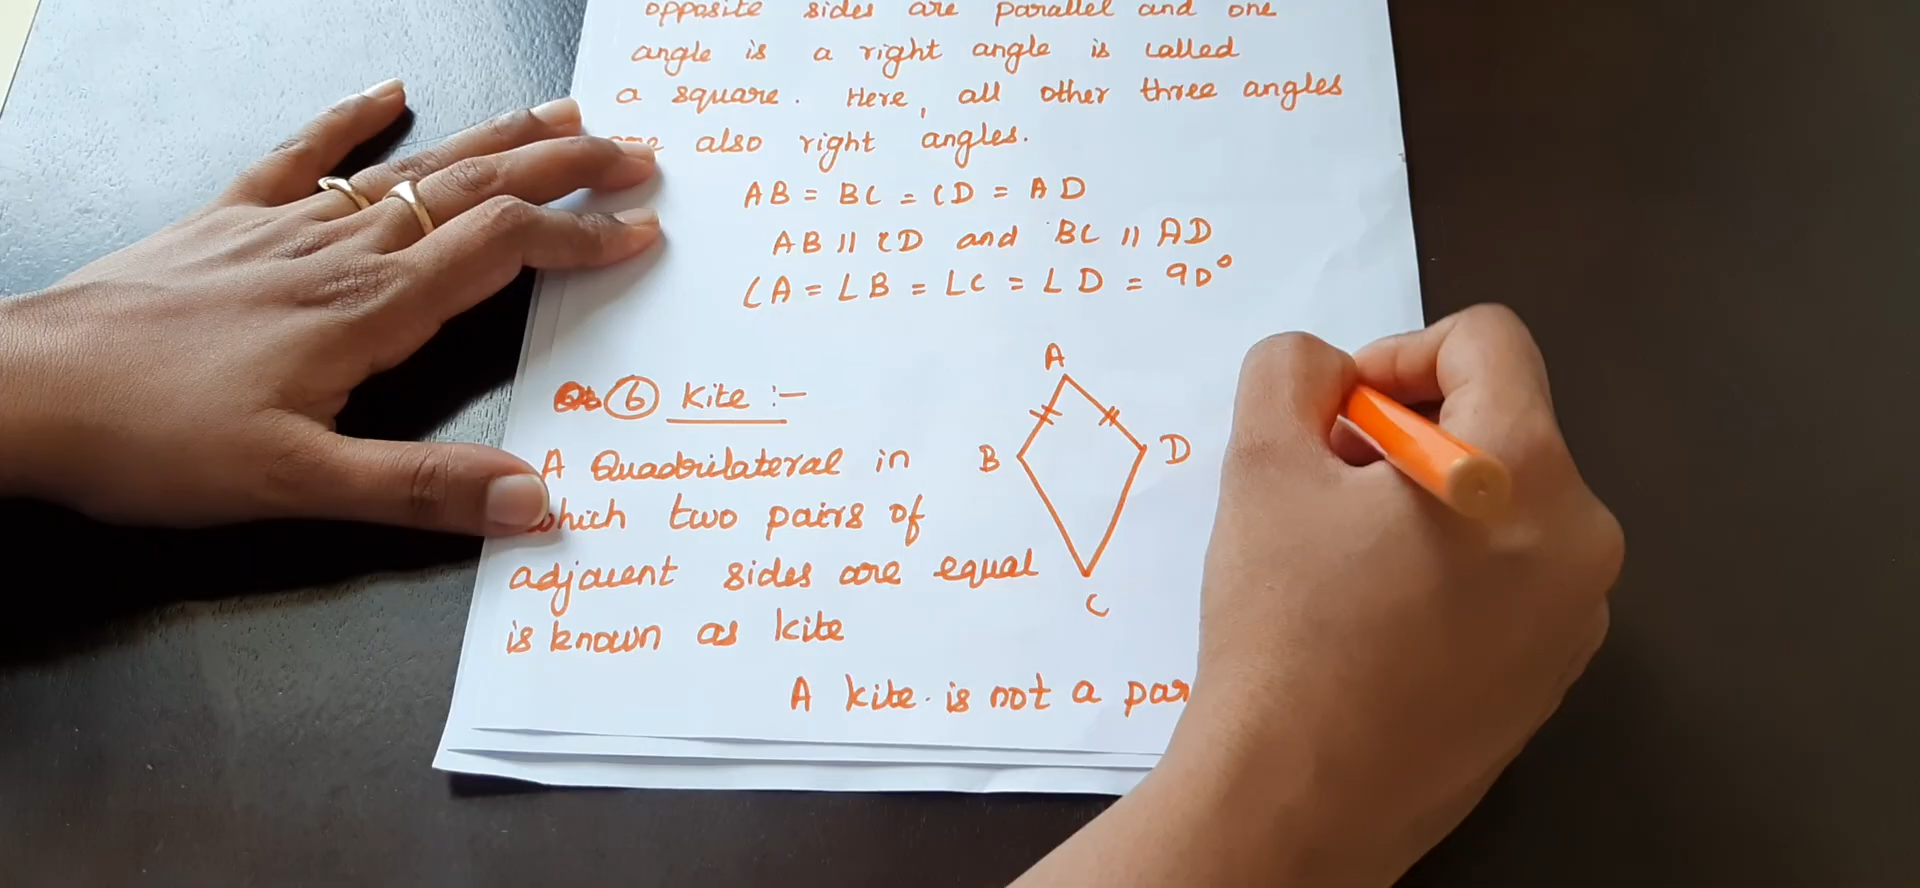 opposite sides are parallel and one
angle is a right angle is called
a square. Here, all other three angles
also right angles.
AB = BC = CD = AD
AB || CD and BC || AD
∠A = ∠B = ∠C = ∠D = 90°
6 Kite :-
A Quadrilateral in
which two pairs of
adjacent sides are equal
is known as kite
A
B
D
C
A kite is not a par